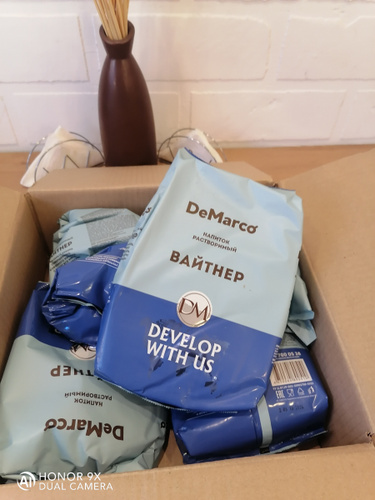 DeMarco
НАПИТОК
РАСТВОРИМЫЙ
ВАЙТНЕР
DM
DEVELOP
WITH US
ВАЙТНЕР
НАПИТОК
РАСТВОРИМЫЙ
DeMarco
HONOR 9X
DUAL CAMERA